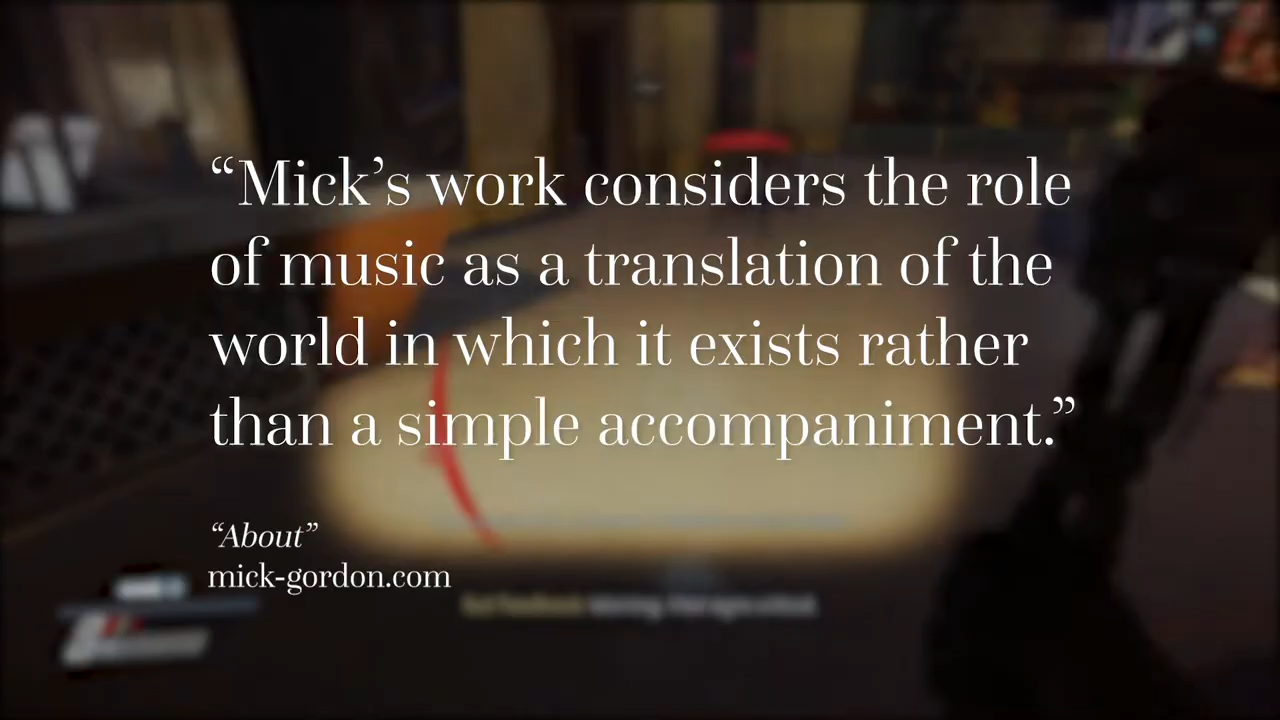 “Mick’s work considers the role
of music as a translation of the
world in which it exists rather
than a simple accompaniment.”
“About”
mick-gordon.com